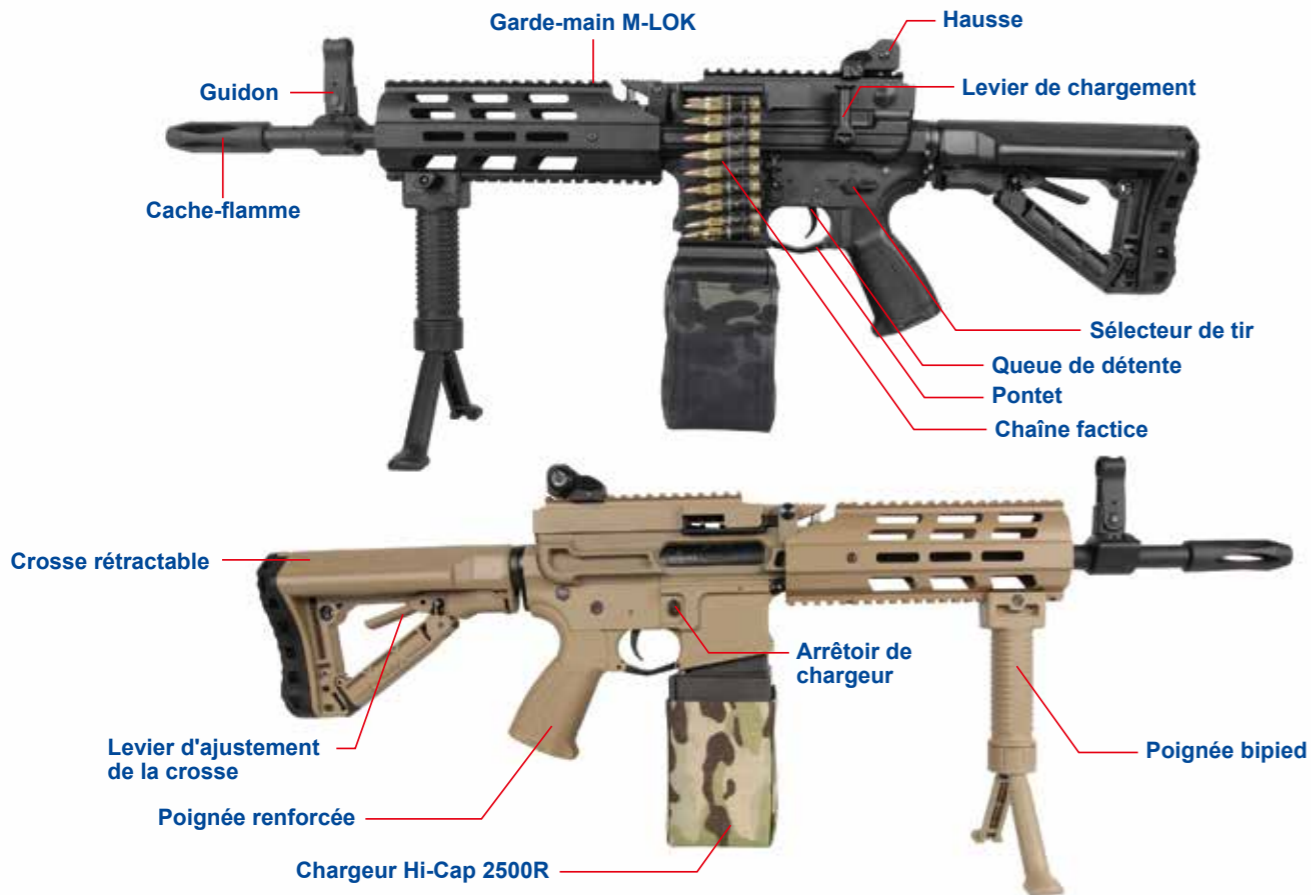 Garde-main M-LOK
Hausse
Guidon
Levier de chargement
Cache-flamme
Sélecteur de tir
Queue de détente
Pontet
Chaîne factice
Crosse rétractable
Arrêtoir de
chargeur
Levier d'ajustement
de la crosse
Poignée bipied
Poignée renforcée
Chargeur Hi-Cap 2500R